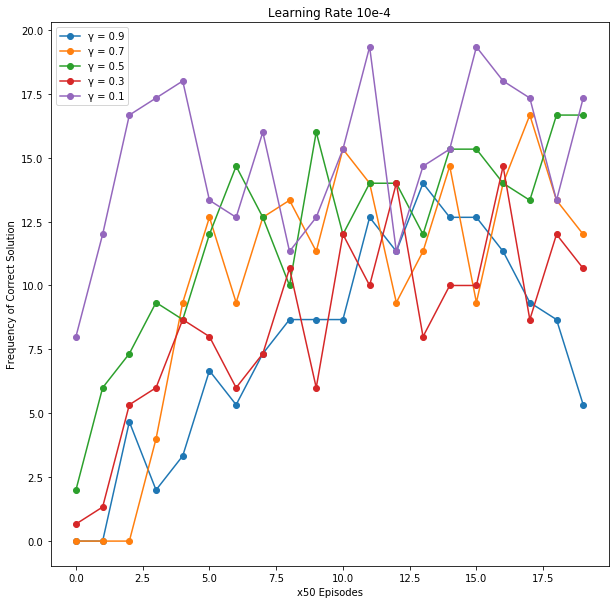 Learning Rate 10e-4
γ = 0.9
γ = 0.7
γ = 0.5
γ = 0.3
γ = 0.1
Frequency of Correct Solution
20.0
17.5
15.0
12.5
10.0
7.5
5.0
2.5
0.0
0.0 2.5 5.0 7.5 10.0 12.5 15.0 17.5
x50 Episodes